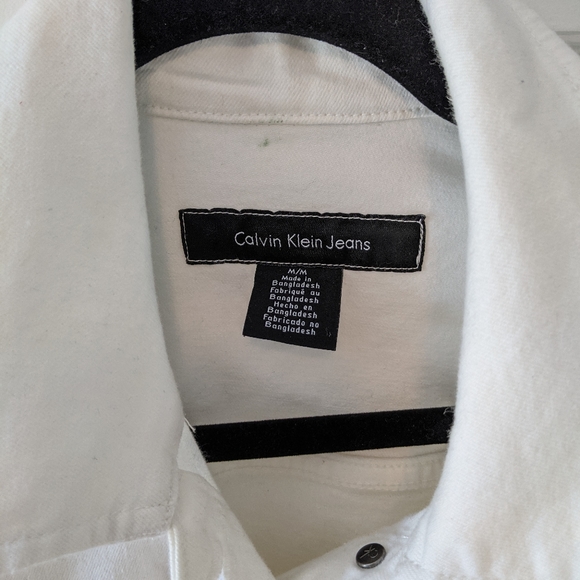 Calvin Klein Jeans
M/M
Made in
Bangladesh
Fabriqué au
Bangladesh
Hecho en
Bangladesh
Fabricado no
Bangladesh